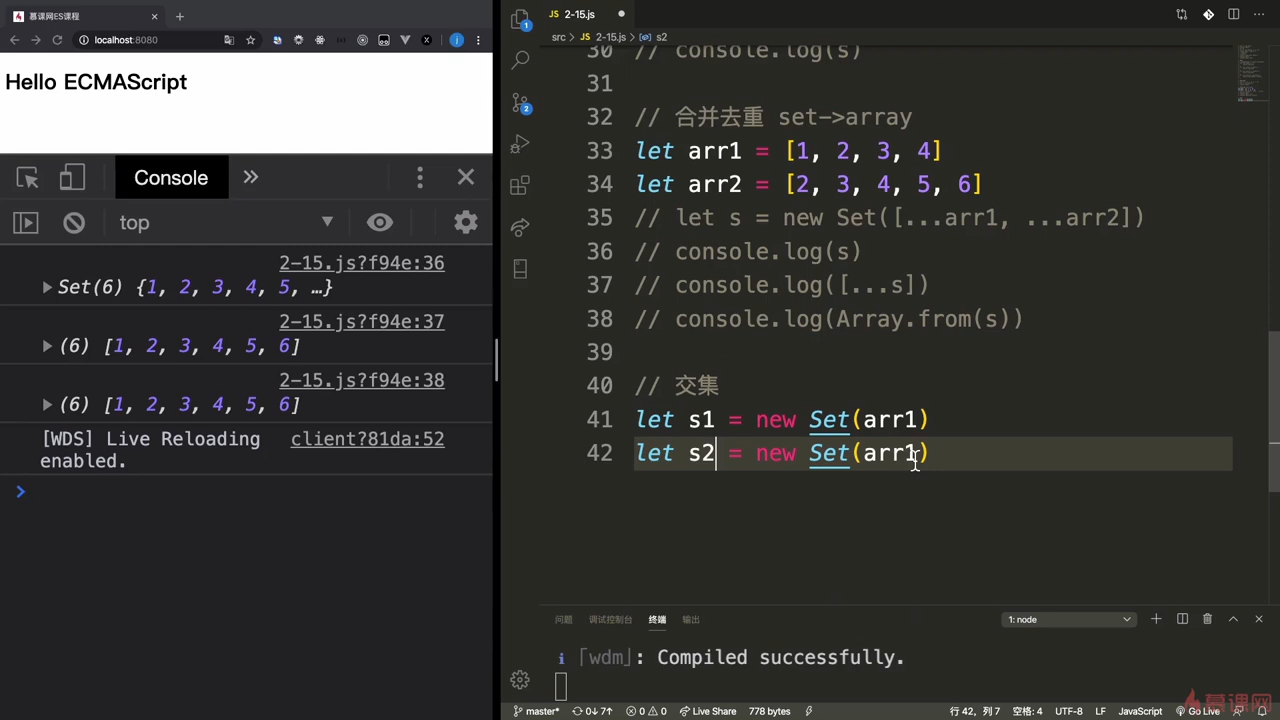 慕课网ES课程
localhost:8080
Hello ECMAScript
Console
top
2-15.js?f94e:36
Set(6) {1, 2, 3, 4, 5, …}
2-15.js?f94e:37
(6) [1, 2, 3, 4, 5, 6]
2-15.js?f94e:38
(6) [1, 2, 3, 4, 5, 6]
[WDS] Live Reloading enabled.
client?81da:52
JS 2-15.js
src > JS 2-15.js > s2
30 // console.log(s)
31
32 // 合并去重 set->array
33 let arr1 = [1, 2, 3, 4]
34 let arr2 = [2, 3, 4, 5, 6]
35 // let s = new Set([...arr1, ...arr2])
36 // console.log(s)
37 // console.log([...s])
38 // console.log(Array.from(s))
39
40 // 交集
41 let s1 = new Set(arr1)
42 let s2 = new Set(arr1)
问题 调试控制台 终端 输出
1: node
i ｢wdm｣: Compiled successfully.
master* 0↓ 7↑ 0 0 Live Share 778 bytes
行 42，列 7 空格: 4 UTF-8 LF JavaScript Go Live
慕课网